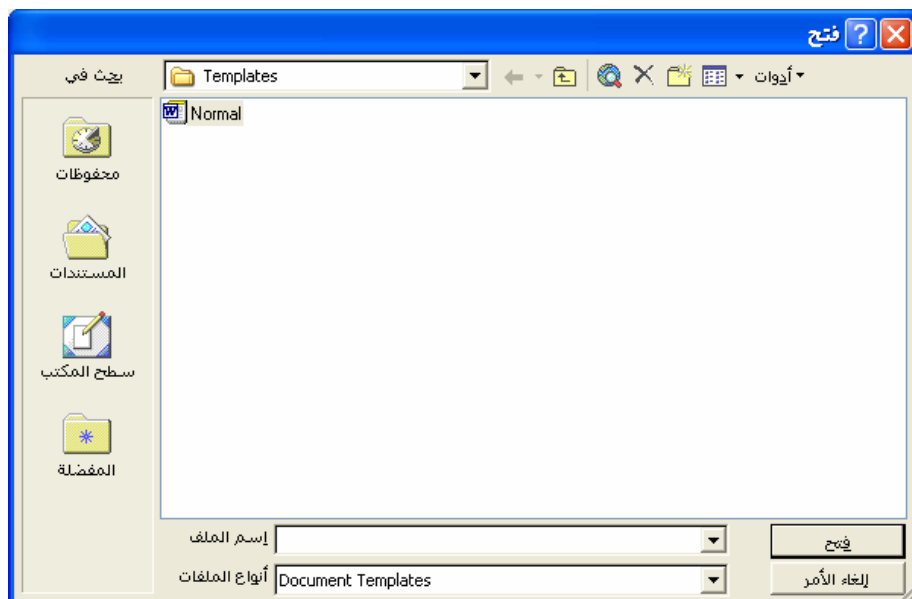 فتح
بحث في
Templates
أدوات
Normal
محفوظات
المستندات
سطح المكتب
المفضلة
إسم الملف
فتح
أنواع الملفات
Document Templates
إلغاء الأمر